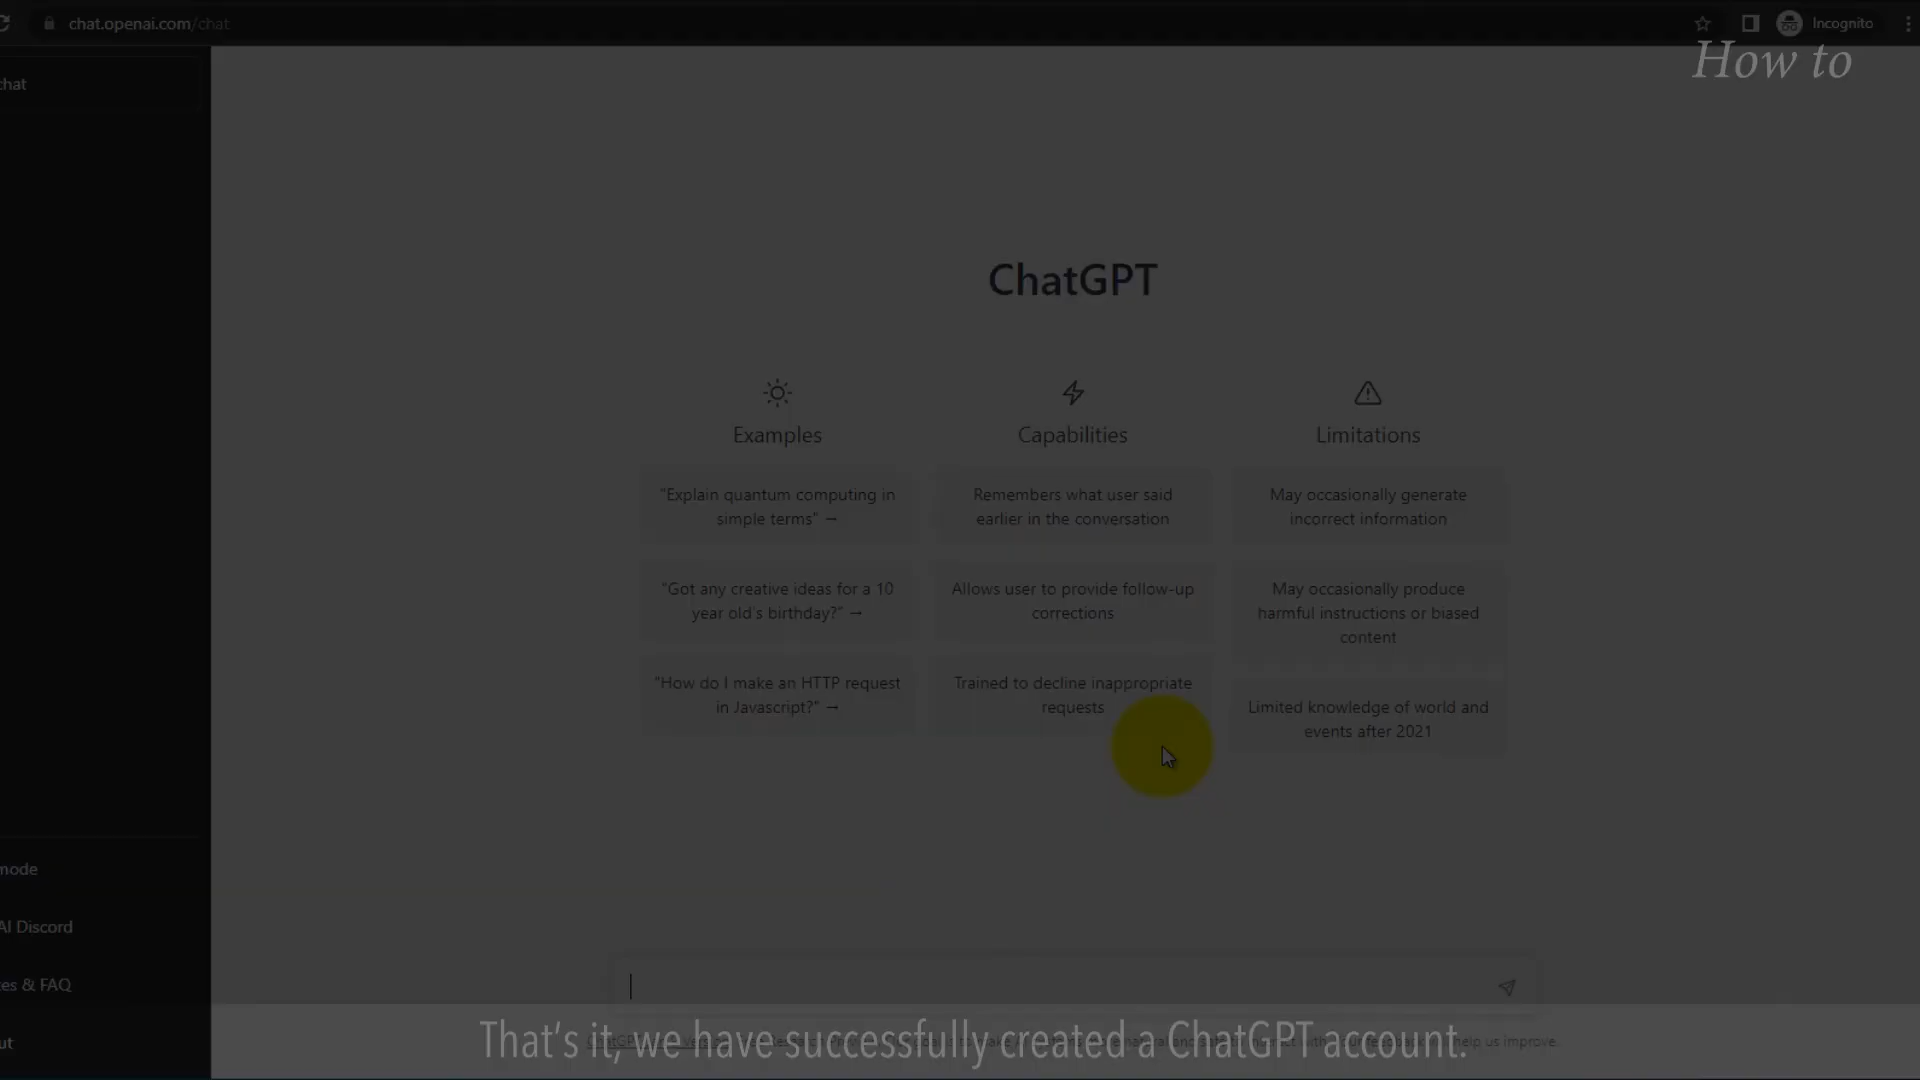 chat.openai.com/chat
Incognito
How to
chat
ChatGPT
Examples
Capabilities
Limitations
"Explain quantum computing in
simple terms" →
Remembers what user said
earlier in the conversation
May occasionally generate
incorrect information
"Got any creative ideas for a 10
year old's birthday?" →
Allows user to provide follow-up
corrections
May occasionally produce
harmful instructions or biased
content
"How do I make an HTTP request
in Javascript?" →
Trained to decline inappropriate
requests
Limited knowledge of world and
events after 2021
mode
AI Discord
es & FAQ
ut
That's it, we have successfully created a ChatGPT account.
help us improve.